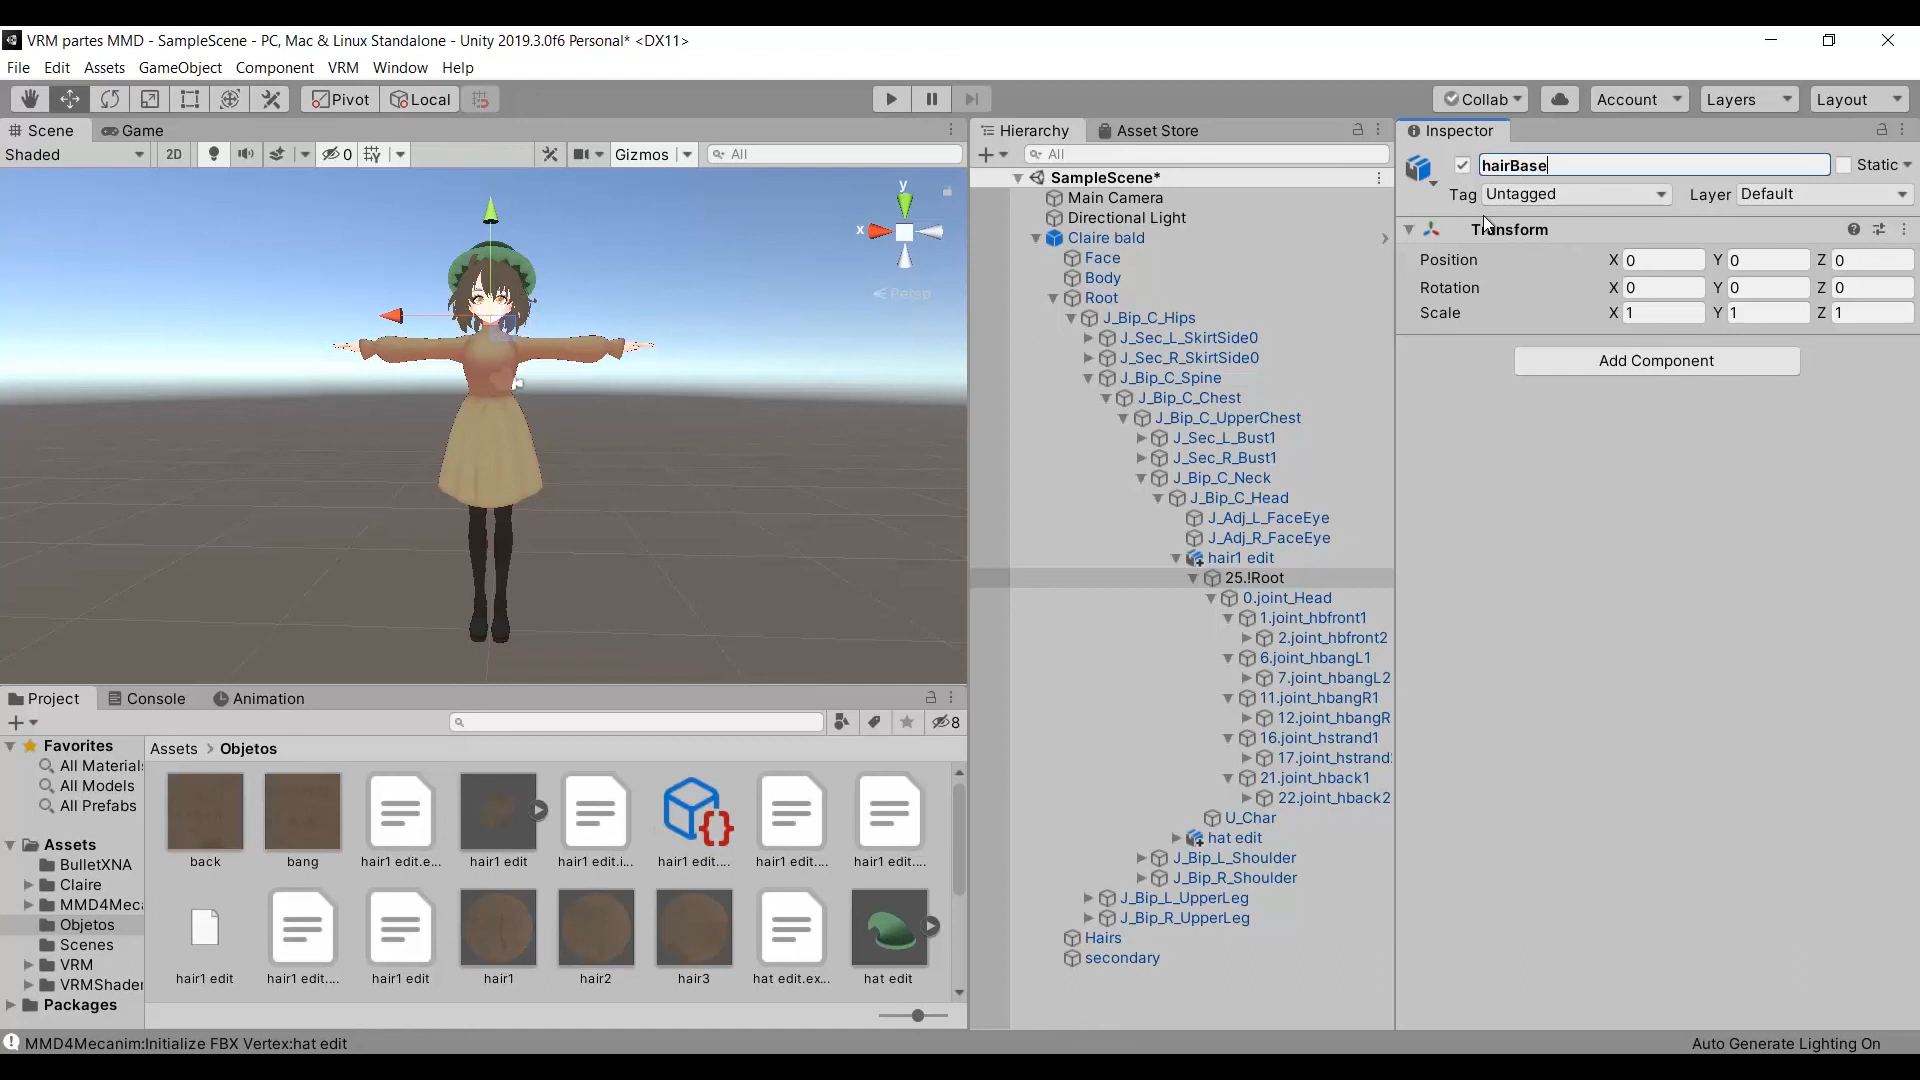 VRM partes MMD - SampleScene - PC, Mac & Linux Standalone - Unity 2019.3.0f6 Personal* <DX11>
File Edit Assets GameObject Component VRM Window Help
Pivot Local
Collab Account Layers Layout
Scene Game
Shaded 2D 0 Gizmos All
y
x
Persp
Hierarchy Asset Store
All
SampleScene*
Main Camera
Directional Light
Claire bald
Face
Body
Root
J_Bip_C_Hips
J_Sec_L_SkirtSide0
J_Sec_R_SkirtSide0
J_Bip_C_Spine
J_Bip_C_Chest
J_Bip_C_UpperChest
J_Sec_L_Bust1
J_Sec_R_Bust1
J_Bip_C_Neck
J_Bip_C_Head
J_Adj_L_FaceEye
J_Adj_R_FaceEye
hair1 edit
25.!Root
0.joint_Head
1.joint_hbfront1
2.joint_hbfront2
6.joint_hbangL1
7.joint_hbangL2
11.joint_hbangR1
12.joint_hbangR
16.joint_hstrand1
17.joint_hstrand
21.joint_hback1
22.joint_hback2
U_Char
hat edit
J_Bip_L_Shoulder
J_Bip_R_Shoulder
J_Bip_L_UpperLeg
J_Bip_R_UpperLeg
Hairs
secondary
Inspector
hairBase Static
Tag Untagged Layer Default
Transform
Position X 0 Y 0 Z 0
Rotation X 0 Y 0 Z 0
Scale X 1 Y 1 Z 1
Add Component
Project Console Animation
8
Favorites
All Material
All Models
All Prefabs
Assets
BulletXNA
Claire
MMD4Mec
Objetos
Scenes
VRM
VRMShader
Packages
Assets > Objetos
back bang hair1 edit.e... hair1 edit hair1 edit.i... hair1 edit.... hair1 edit.... hair1 edit....
hair1 edit hair1 edit.... hair1 edit hair1 hair2 hair3 hat edit.ex... hat edit
MMD4Mecanim:Initialize FBX Vertex:hat edit
Auto Generate Lighting On